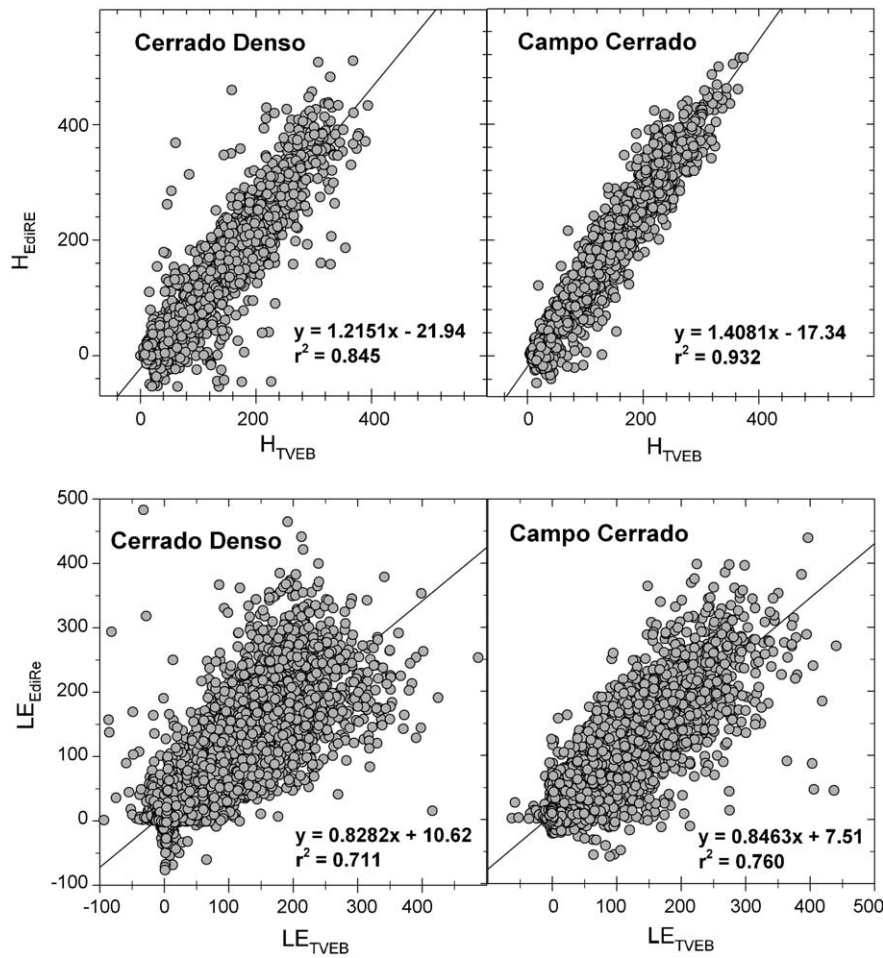 Cerrado Denso
Campo Cerrado
H_EdiRE
400
200
0
y = 1.2151x - 21.94
r² = 0.845
y = 1.4081x - 17.34
r² = 0.932
0 200 400
0 200 400
H_TVEB
H_TVEB
Cerrado Denso
Campo Cerrado
LE_EdiRe
500
400
300
200
100
0
-100
y = 0.8282x + 10.62
r² = 0.711
y = 0.8463x + 7.51
r² = 0.760
-100 0 100 200 300 400
0 100 200 300 400 500
LE_TVEB
LE_TVEB